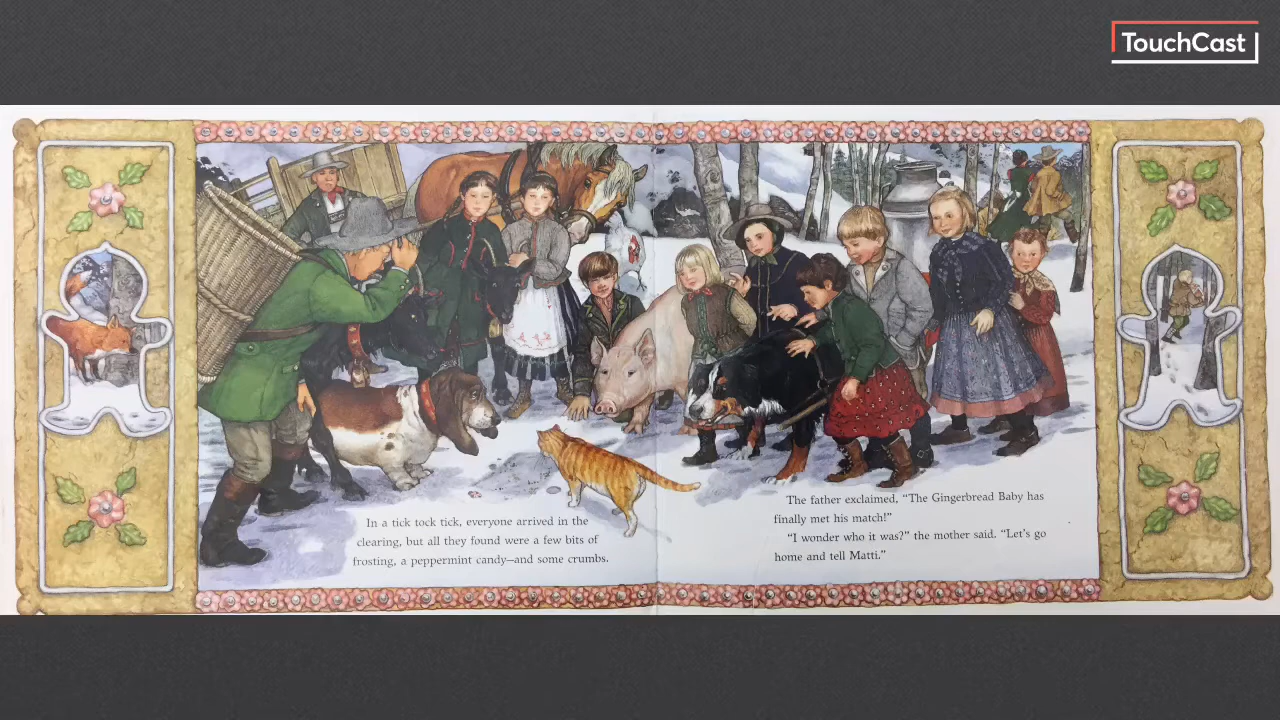 TouchCast
In a tick tock tick, everyone arrived in the
clearing, but all they found were a few bits of
frosting, a peppermint candy—and some crumbs.
The father exclaimed, “The Gingerbread Baby has
finally met his match!”
“I wonder who it was?” the mother said. “Let’s go
home and tell Matti.”